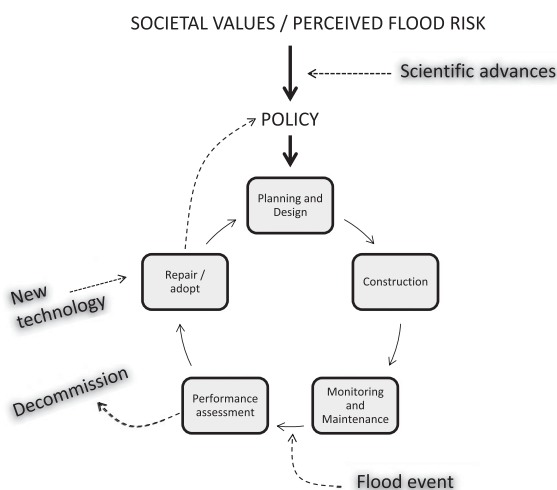 SOCIETAL VALUES / PERCEIVED FLOOD RISK
Scientific advances
POLICY
Planning and
Design
Repair /
adopt
Construction
New
technology
Decommission
Performance
assessment
Monitoring
and
Maintenance
Flood event